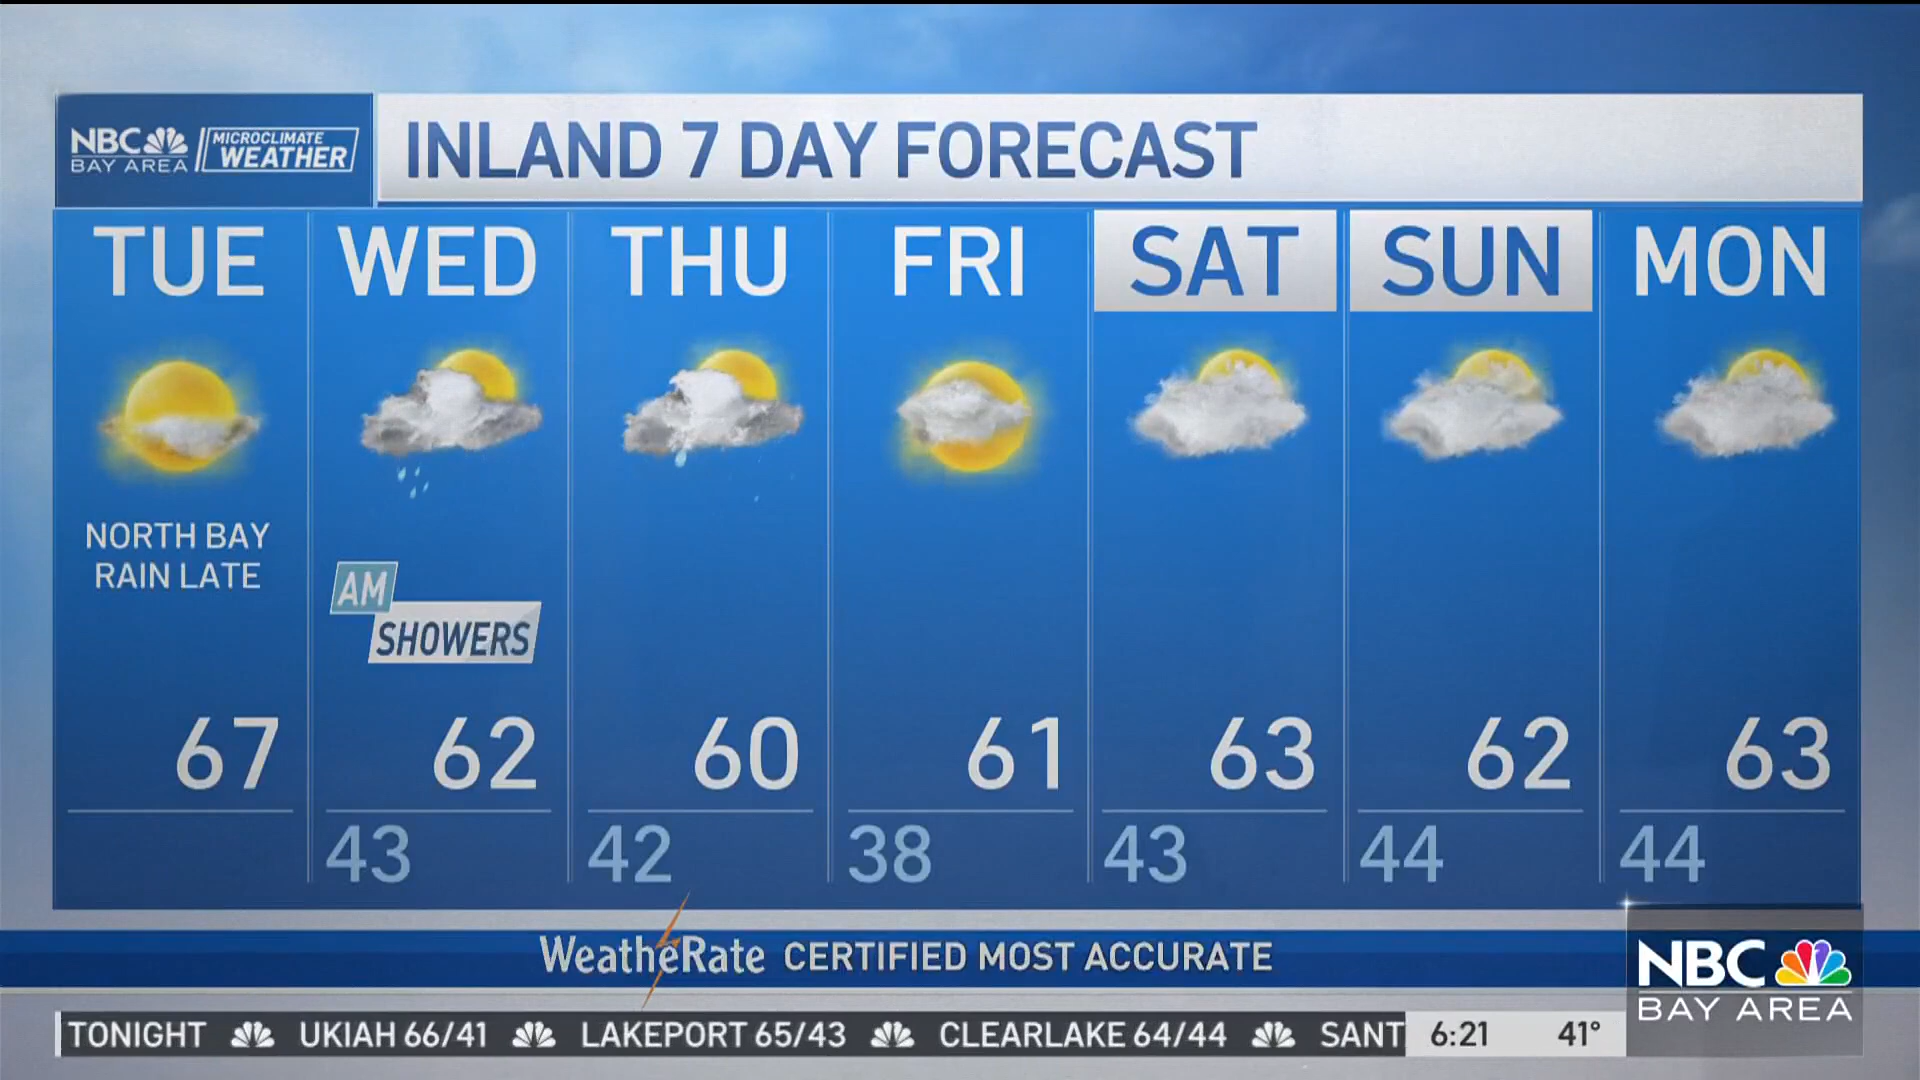 NBC BAY AREA
MICROCLIMATE WEATHER
INLAND 7 DAY FORECAST
TUE WED THU FRI SAT SUN MON
NORTH BAY
RAIN LATE
AM
SHOWERS
67 62 60 61 63 62 63
43 42 38 43 44 44
WeatheRate CERTIFIED MOST ACCURATE
NBC
BAY AREA
TONIGHT UKIAH 66/41 LAKEPORT 65/43 CLEARLAKE 64/44 SANT 6:21 41°